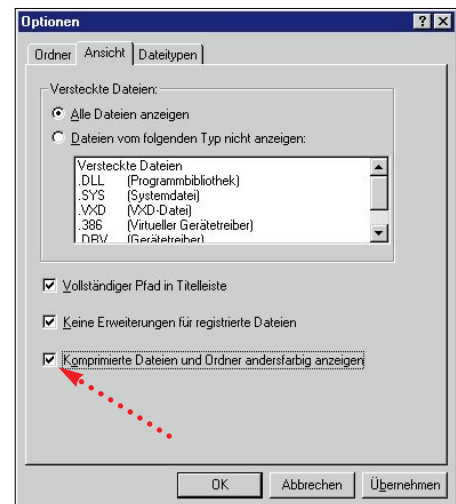 Optionen
Ordner Ansicht Dateitypen
Versteckte Dateien:
Alle Dateien anzeigen
Dateien vom folgenden Typ nicht anzeigen:
Versteckte Dateien
.DLL (Programmbibliothek)
.SYS (Systemdatei)
.VXD (VXD-Datei)
.386 (Virtueller Gerätetreiber)
.DRV (Gerätetreiber)
Vollständiger Pfad in Titelleiste
Keine Erweiterungen für registrierte Dateien
Komprimierte Dateien und Ordner andersfarbig anzeigen
OK Abbrechen Übernehmen